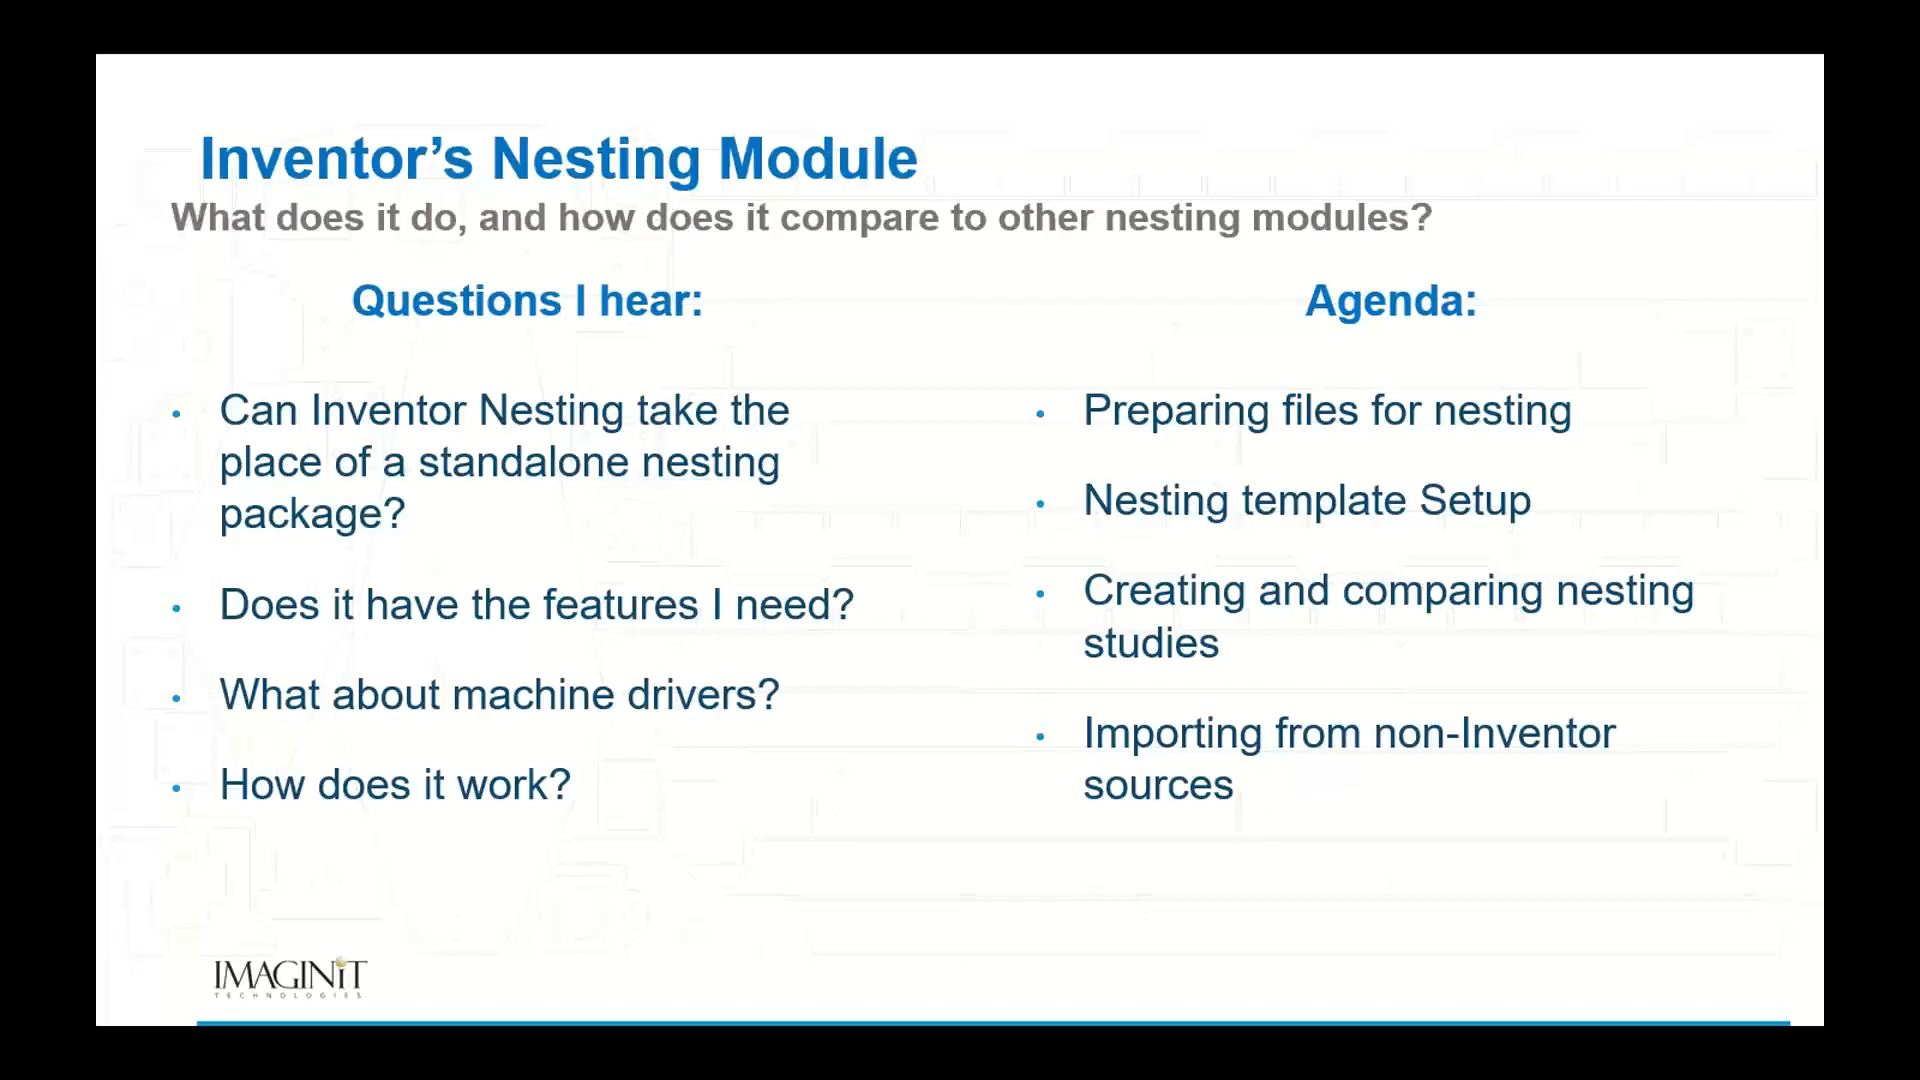 Inventor’s Nesting Module
What does it do, and how does it compare to other nesting modules?
Questions I hear:
• Can Inventor Nesting take the
place of a standalone nesting
package?
• Does it have the features I need?
• What about machine drivers?
• How does it work?
Agenda:
• Preparing files for nesting
• Nesting template Setup
• Creating and comparing nesting
studies
• Importing from non-Inventor
sources
IMAGINiT
TECHNOLOGIES